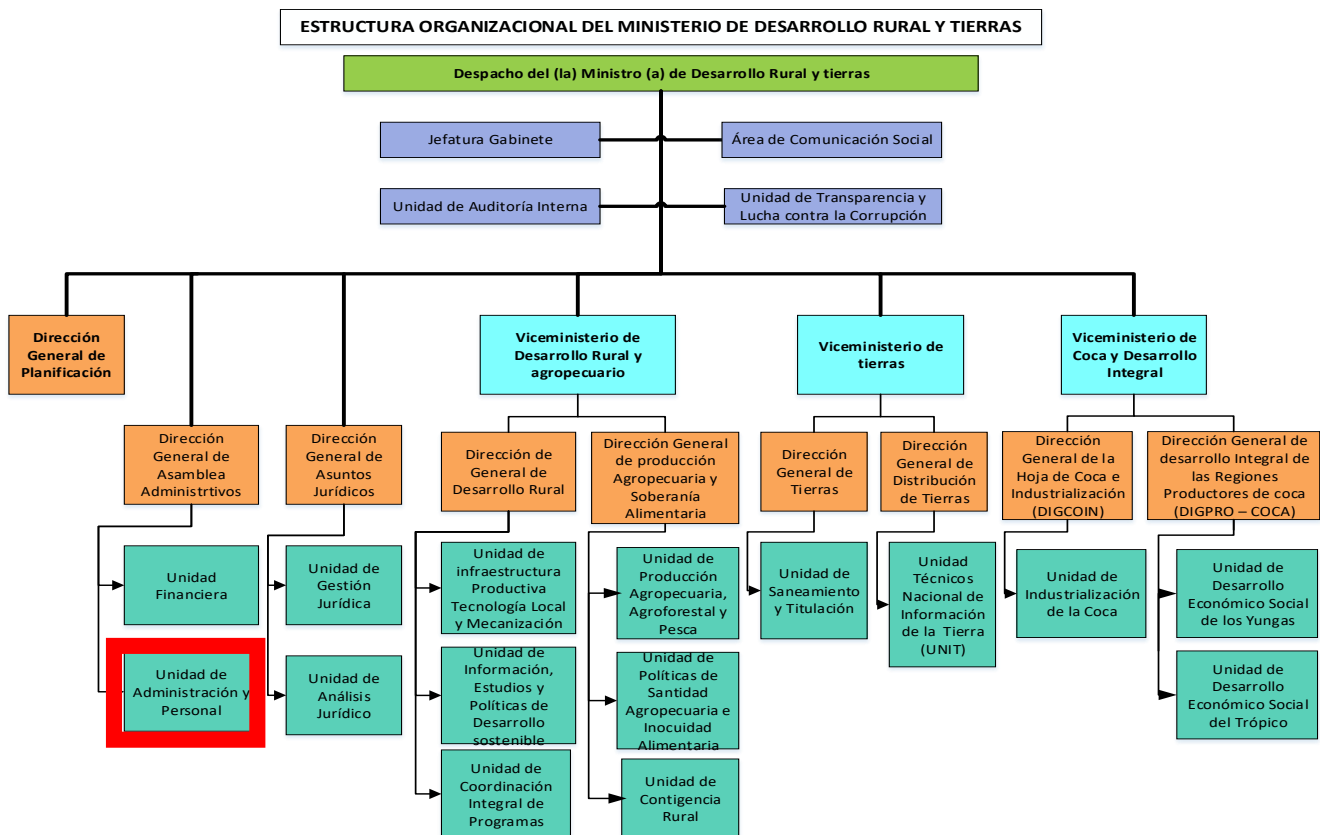 ESTRUCTURA ORGANIZACIONAL DEL MINISTERIO DE DESARROLLO RURAL Y TIERRAS
Despacho del (la) Ministro (a) de Desarrollo Rural y tierras
Jefatura Gabinete
Área de Comunicación Social
Unidad de Auditoría Interna
Unidad de Transparencia y
Lucha contra la Corrupción
Dirección
General de
Planificación
Viceministerio de
Desarrollo Rural y
agropecuario
Viceministerio de
tierras
Viceministerio de
Coca y Desarrollo
Integral
Dirección
General de
Asamblea
Administrtivos
Dirección
General de
Asuntos
Jurídicos
Dirección de
General de
Desarrollo Rural
Dirección General
de producción
Agropecuaria y
Soberanía
Alimentaria
Dirección
General de
Tierras
Dirección
General de
Distribución
de Tierras
Dirección
General de la
Hoja de Coca e
Industrialización
(DIGCOIN)
Dirección General de
desarrollo Integral de
las Regiones
Productores de coca
(DIGPRO – COCA)
Unidad
Financiera
Unidad de
Gestión
Jurídica
Unidad de
infraestructura
Productiva
Tecnología Local
y Mecanización
Unidad de
Producción
Agropecuaria,
Agroforestal y
Pesca
Unidad de
Saneamiento
y Titulación
Unidad
Técnicos
Nacional de
Información
de la Tierra
(UNIT)
Unidad de
Industrialización
de la Coca
Unidad de
Desarrollo
Económico Social
de los Yungas
Unidad de
Administración y
Personal
Unidad de
Análisis
Jurídico
Unidad de
Información,
Estudios y
Políticas de
Desarrollo
sostenible
Unidad de
Políticas de
Santidad
Agropecuaria e
Inocuidad
Alimentaria
Unidad de
Desarrollo
Económico Social
del Trópico
Unidad de
Coordinación
Integral de
Programas
Unidad de
Contigencia
Rural